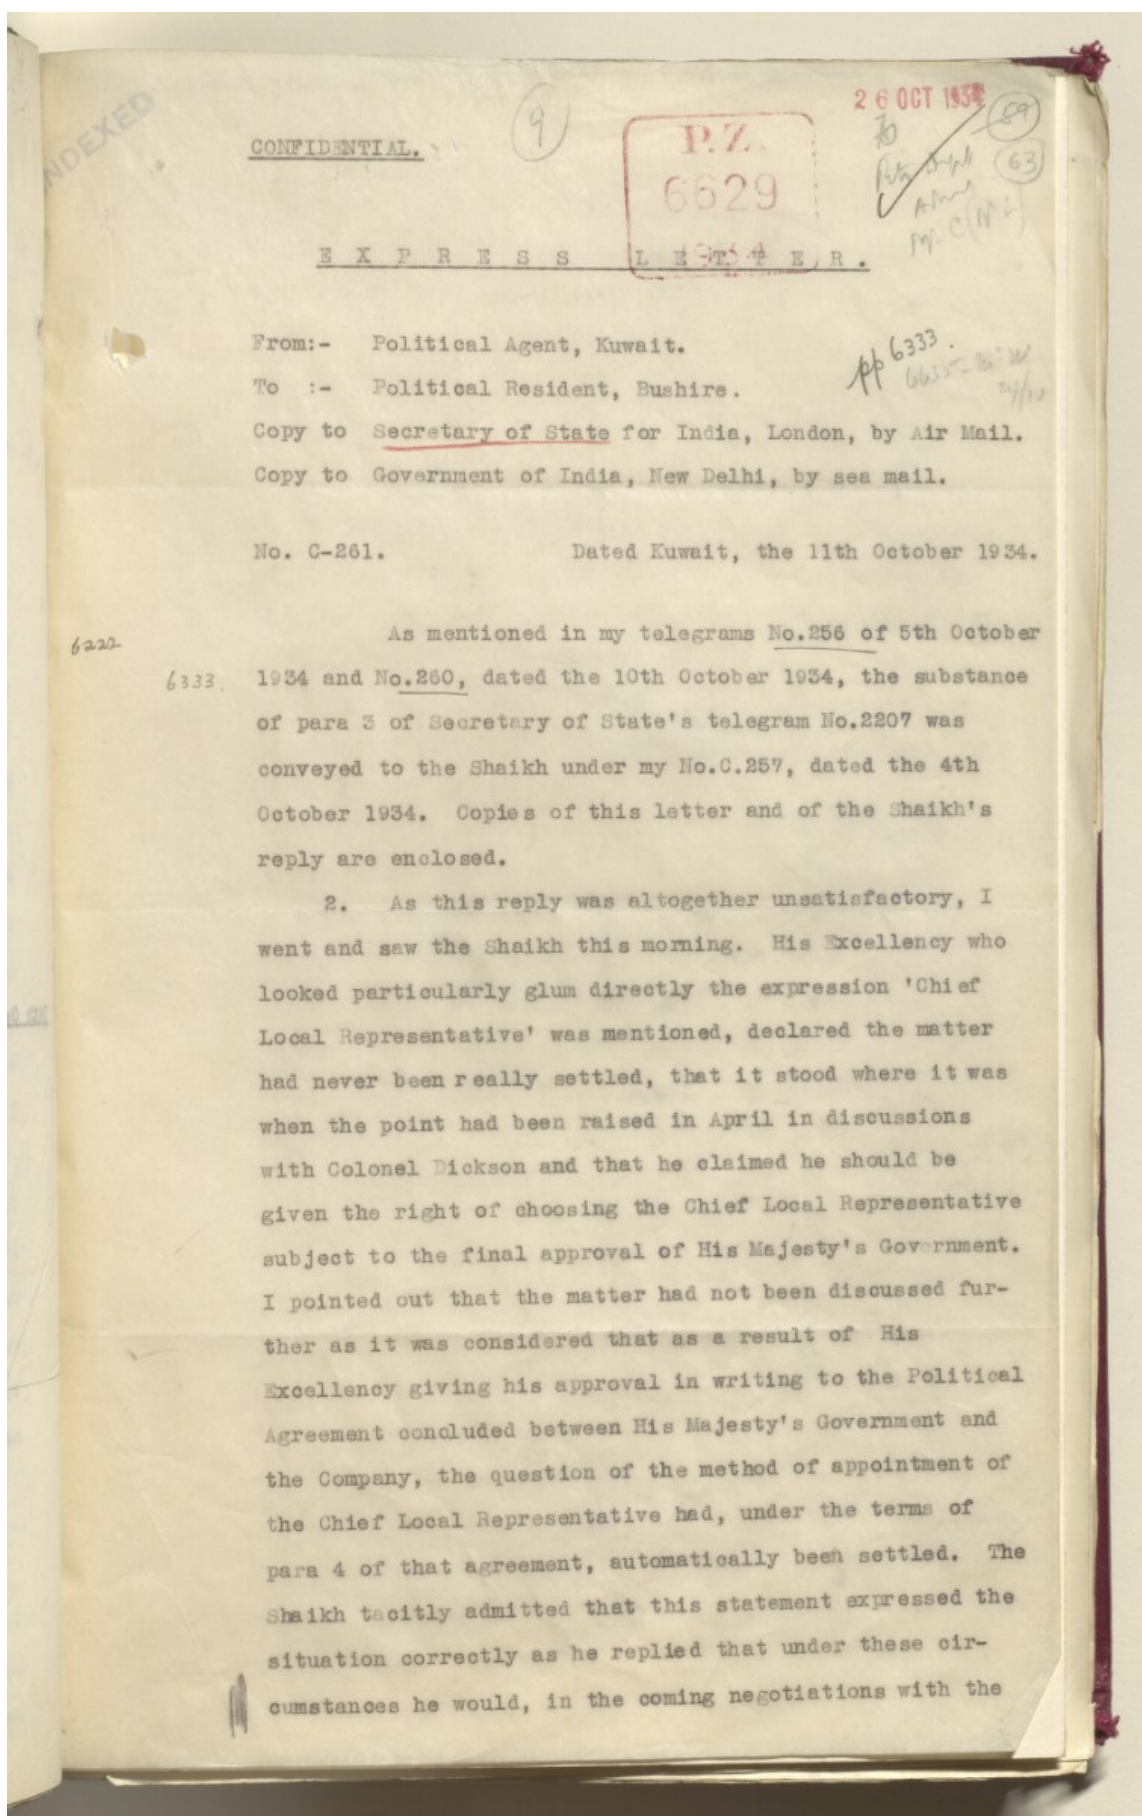 INDEXED
26 OCT 1934
9
59
63
CONFIDENTIAL.
P.Z.
6629
1934
EXPRESS LETTER.
From:- Political Agent, Kuwait.
pp 6333.
To :- Political Resident, Bushire.
Copy to Secretary of State for India, London, by Air Mail.
Copy to Government of India, New Delhi, by sea mail.
No. C-261. Dated Kuwait, the 11th October 1934.
6222
As mentioned in my telegrams No.256 of 5th October
6333.
1934 and No.260, dated the 10th October 1934, the substance
of para 3 of Secretary of State's telegram No.2207 was
conveyed to the Shaikh under my No.C.257, dated the 4th
October 1934. Copies of this letter and of the Shaikh's
reply are enclosed.
2. As this reply was altogether unsatisfactory, I
went and saw the Shaikh this morning. His Excellency who
looked particularly glum directly the expression 'Chief
Local Representative' was mentioned, declared the matter
had never been really settled, that it stood where it was
when the point had been raised in April in discussions
with Colonel Dickson and that he claimed he should be
given the right of choosing the Chief Local Representative
subject to the final approval of His Majesty's Government.
I pointed out that the matter had not been discussed fur-
ther as it was considered that as a result of His
Excellency giving his approval in writing to the Political
Agreement concluded between His Majesty's Government and
the Company, the question of the method of appointment of
the Chief Local Representative had, under the terms of
para 4 of that agreement, automatically been settled. The
Shaikh tacitly admitted that this statement expressed the
situation correctly as he replied that under these cir-
cumstances he would, in the coming negotiations with the